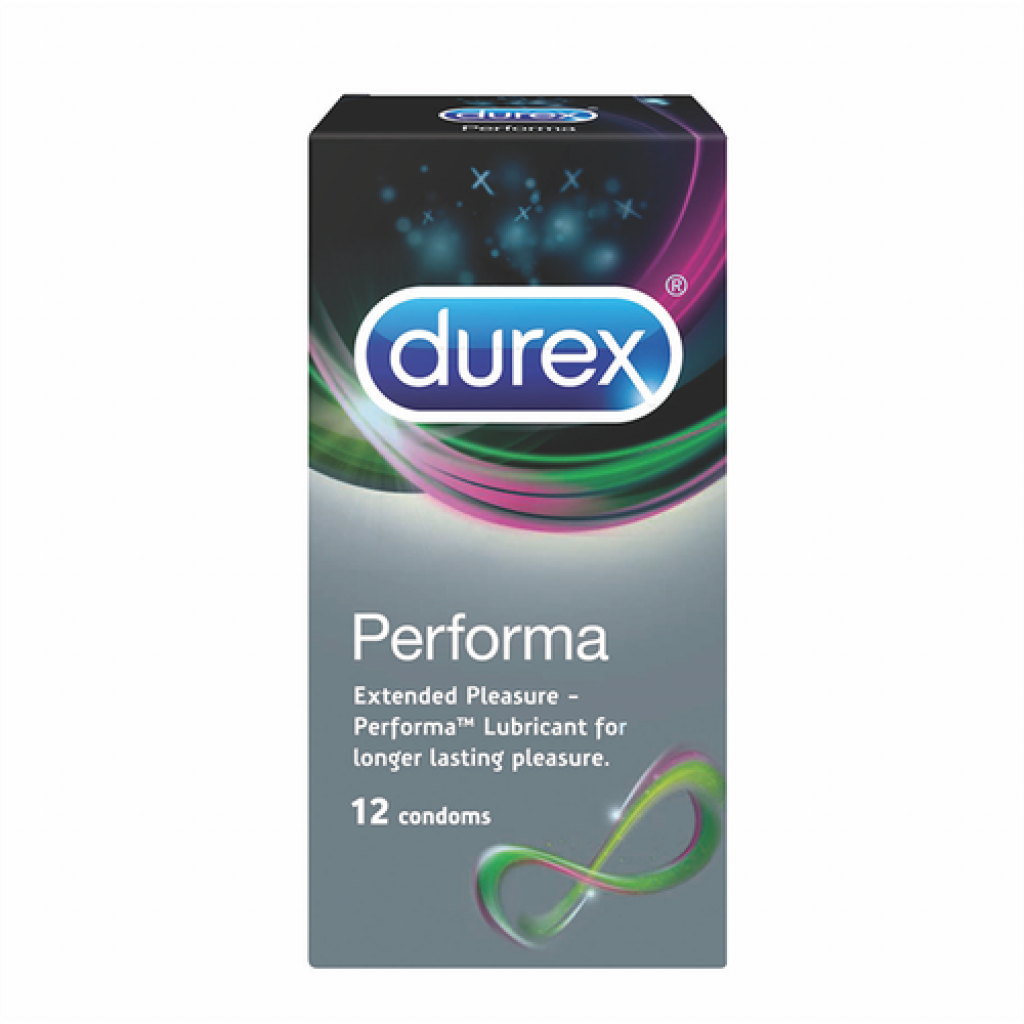 durex
Performa
durex®
Performa
Extended Pleasure –
Performa™ Lubricant for
longer lasting pleasure.
12 condoms